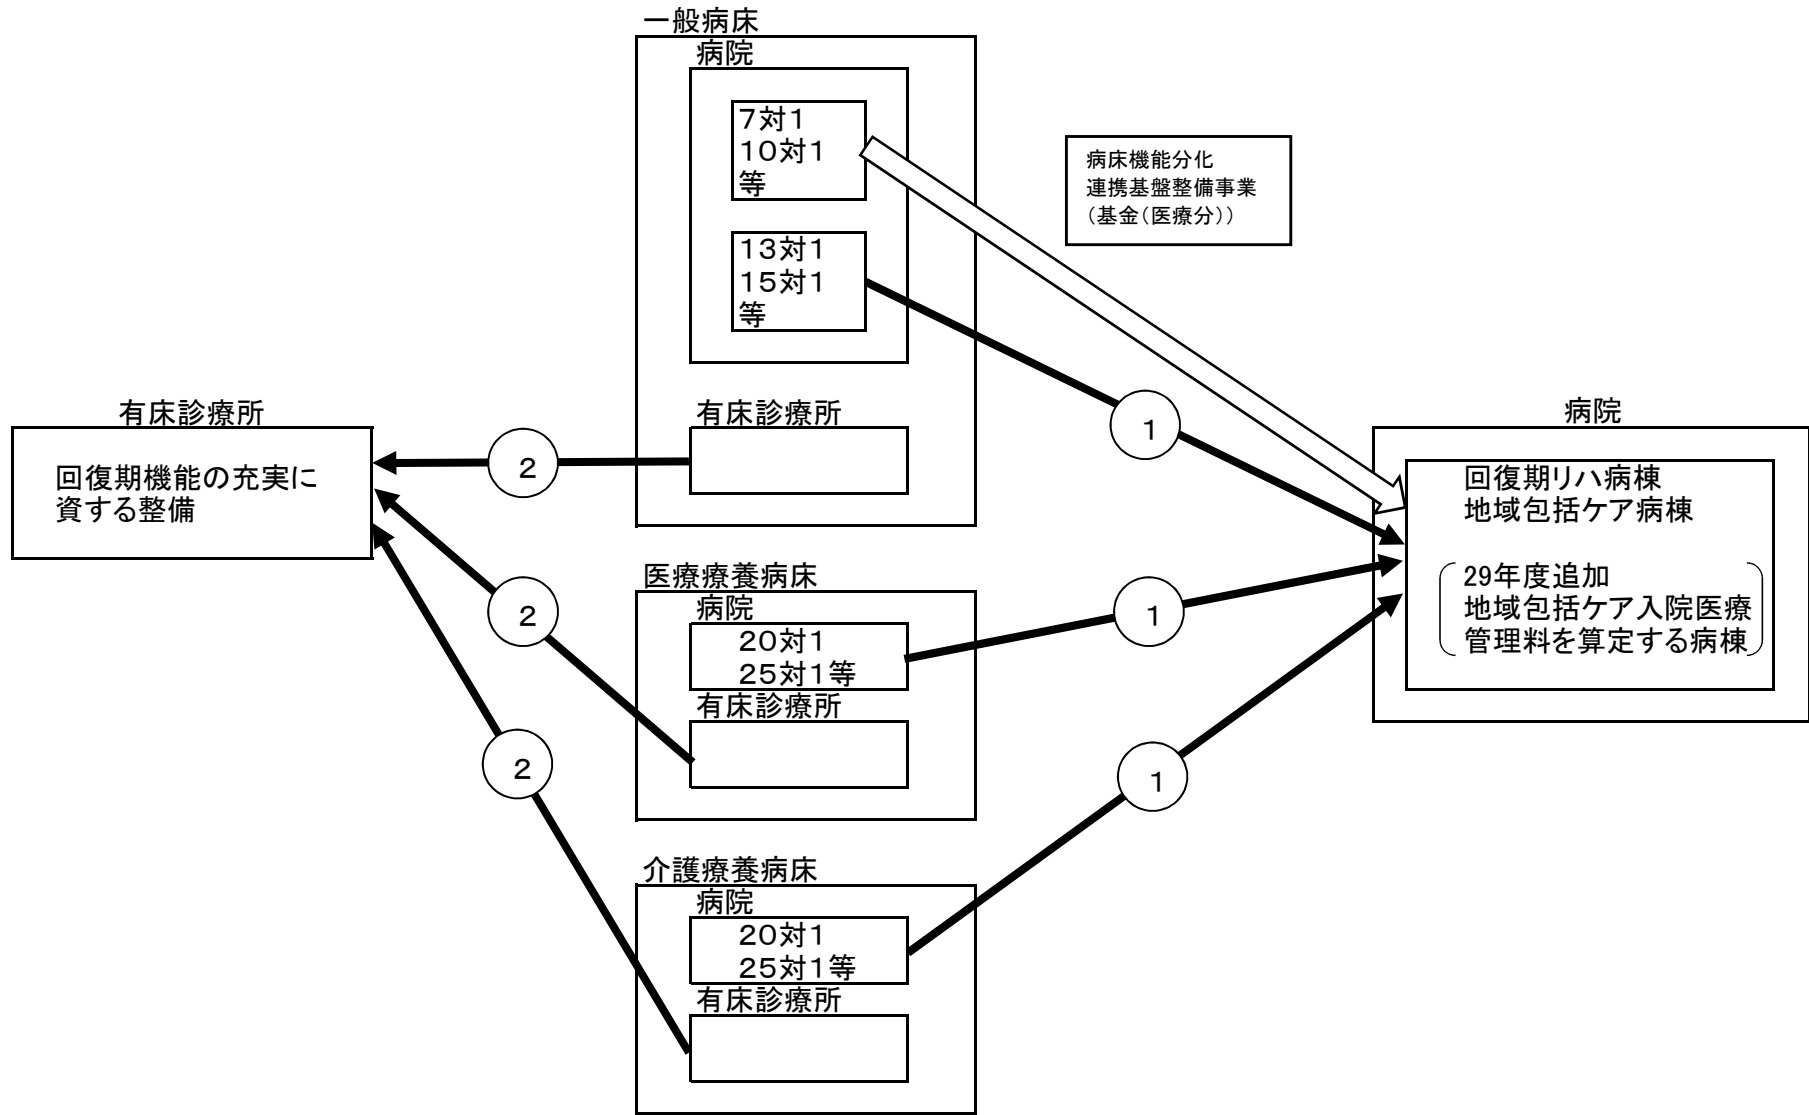 一般病床
病院
７対１
１０対１
等
１３対１
１５対１
等
有床診療所
病床機能分化
連携基盤整備事業
（基金（医療分））
有床診療所
回復期機能の充実に
資する整備
２
２
２
医療療養病床
病院
２０対１
２５対１等
有床診療所
介護療養病床
病院
２０対１
２５対１等
有床診療所
１
１
１
病院
回復期リハ病棟
地域包括ケア病棟
29年度追加
地域包括ケア入院医療
管理料を算定する病棟